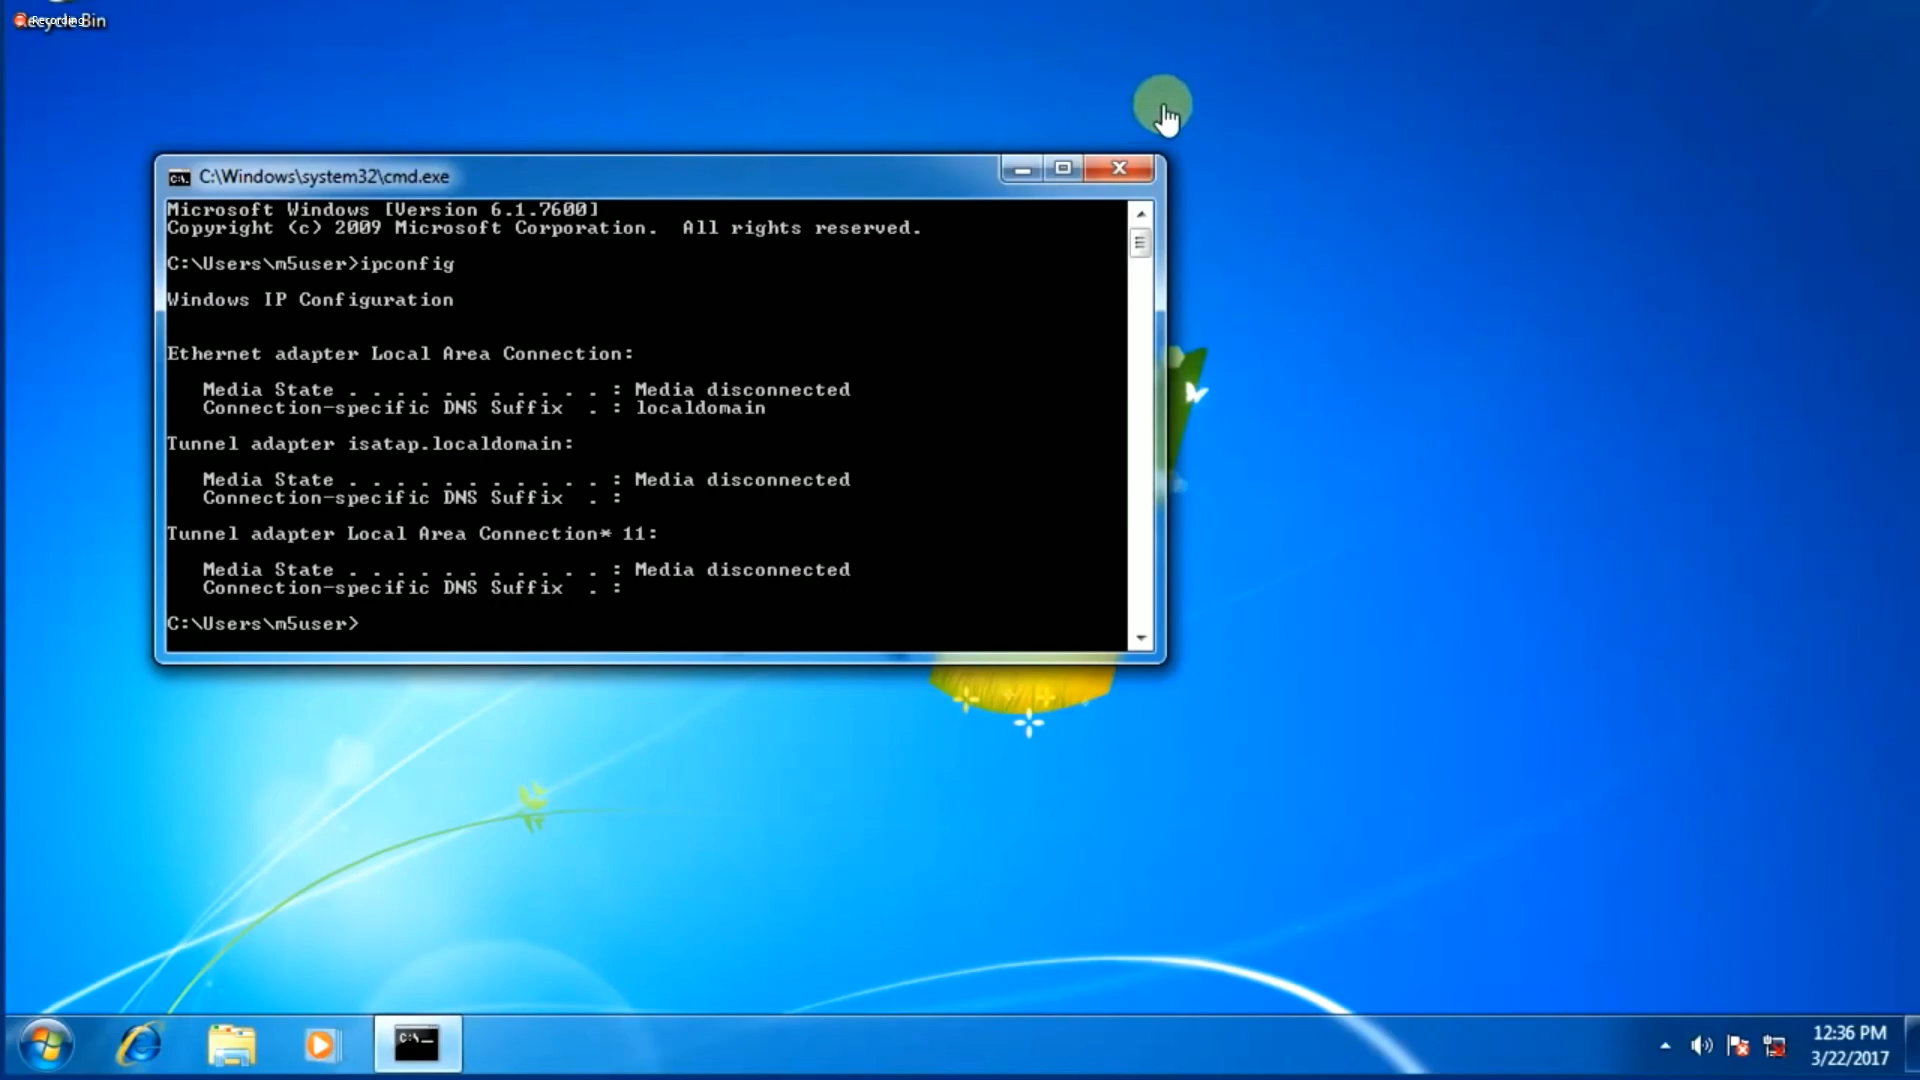 Recording
Recycle Bin
C:\Windows\system32\cmd.exe
Microsoft Windows [Version 6.1.7600]
Copyright (c) 2009 Microsoft Corporation.  All rights reserved.
C:\Users\m5user>ipconfig
Windows IP Configuration
Ethernet adapter Local Area Connection:
   Media State . . . . . . . . . . . : Media disconnected
   Connection-specific DNS Suffix  . : localdomain
Tunnel adapter isatap.localdomain:
   Media State . . . . . . . . . . . : Media disconnected
   Connection-specific DNS Suffix  . :
Tunnel adapter Local Area Connection* 11:
   Media State . . . . . . . . . . . : Media disconnected
   Connection-specific DNS Suffix  . :
C:\Users\m5user>
12:36 PM
3/22/2017